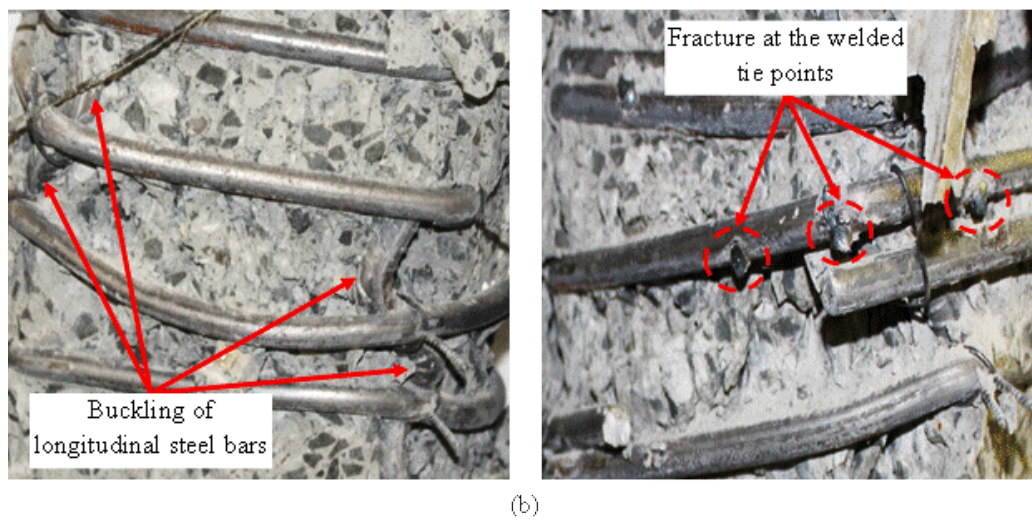 Fracture at the welded
tie points
Buckling of
longitudinal steel bars
(b)